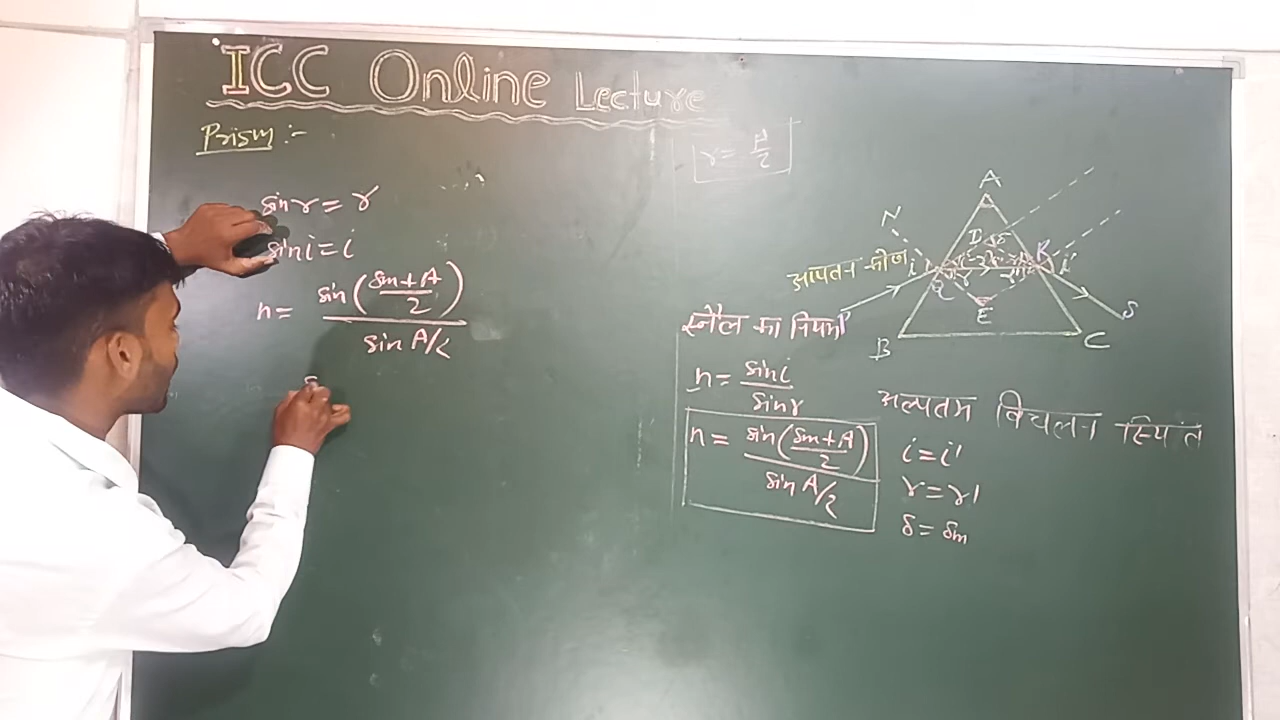 ICC Online Lecture
Prism :-
sin r = r
sin i = i
n = sin(δm+A/2) / sin A/2
r = A/2
A
N
D δ
आपतन कोण i
R i'
Q
r r'
E
P
S
B
C
स्नैल का नियम
n = sin i / sin r
n = sin(δm+A/2) / sin A/2
अल्पतम विचलन
i = i'
r = r'
δ = δm